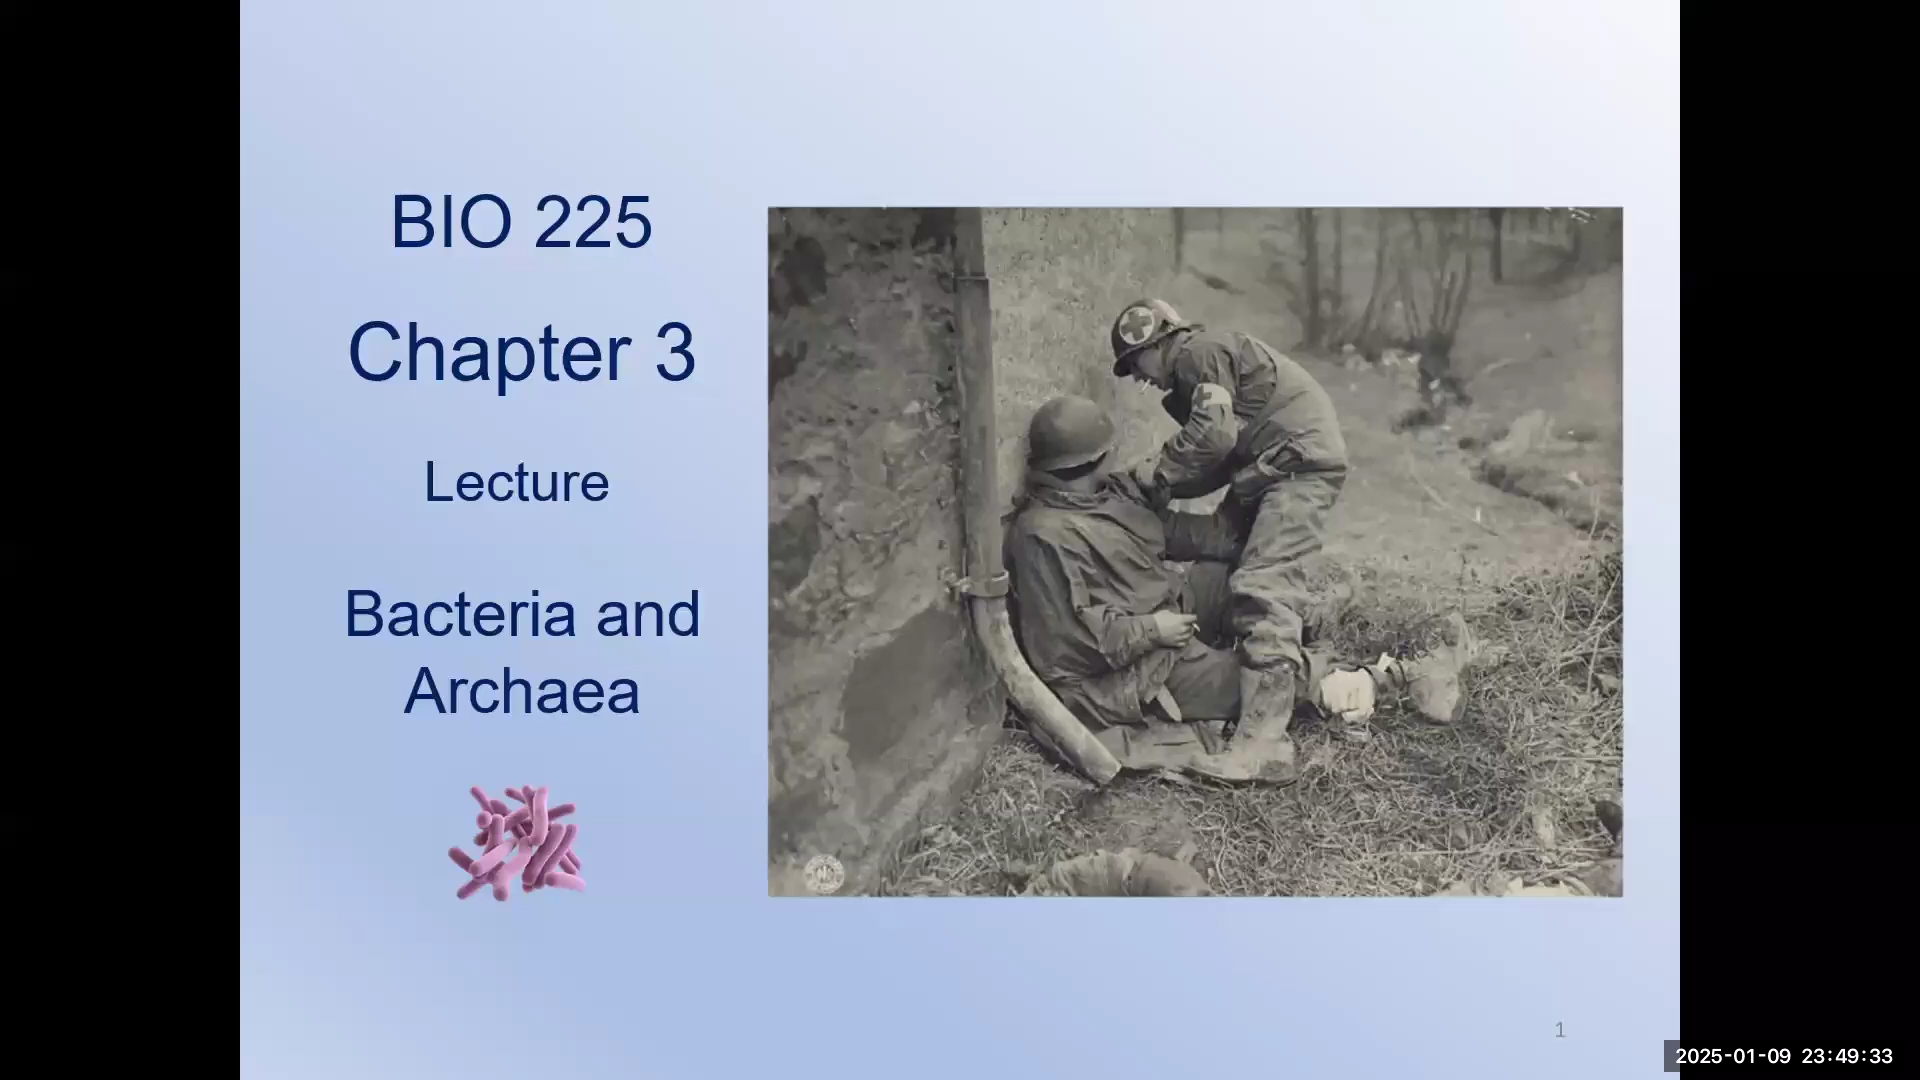 BIO 225
Chapter 3
Lecture
Bacteria and
Archaea
1
2025-01-09 23:49:33